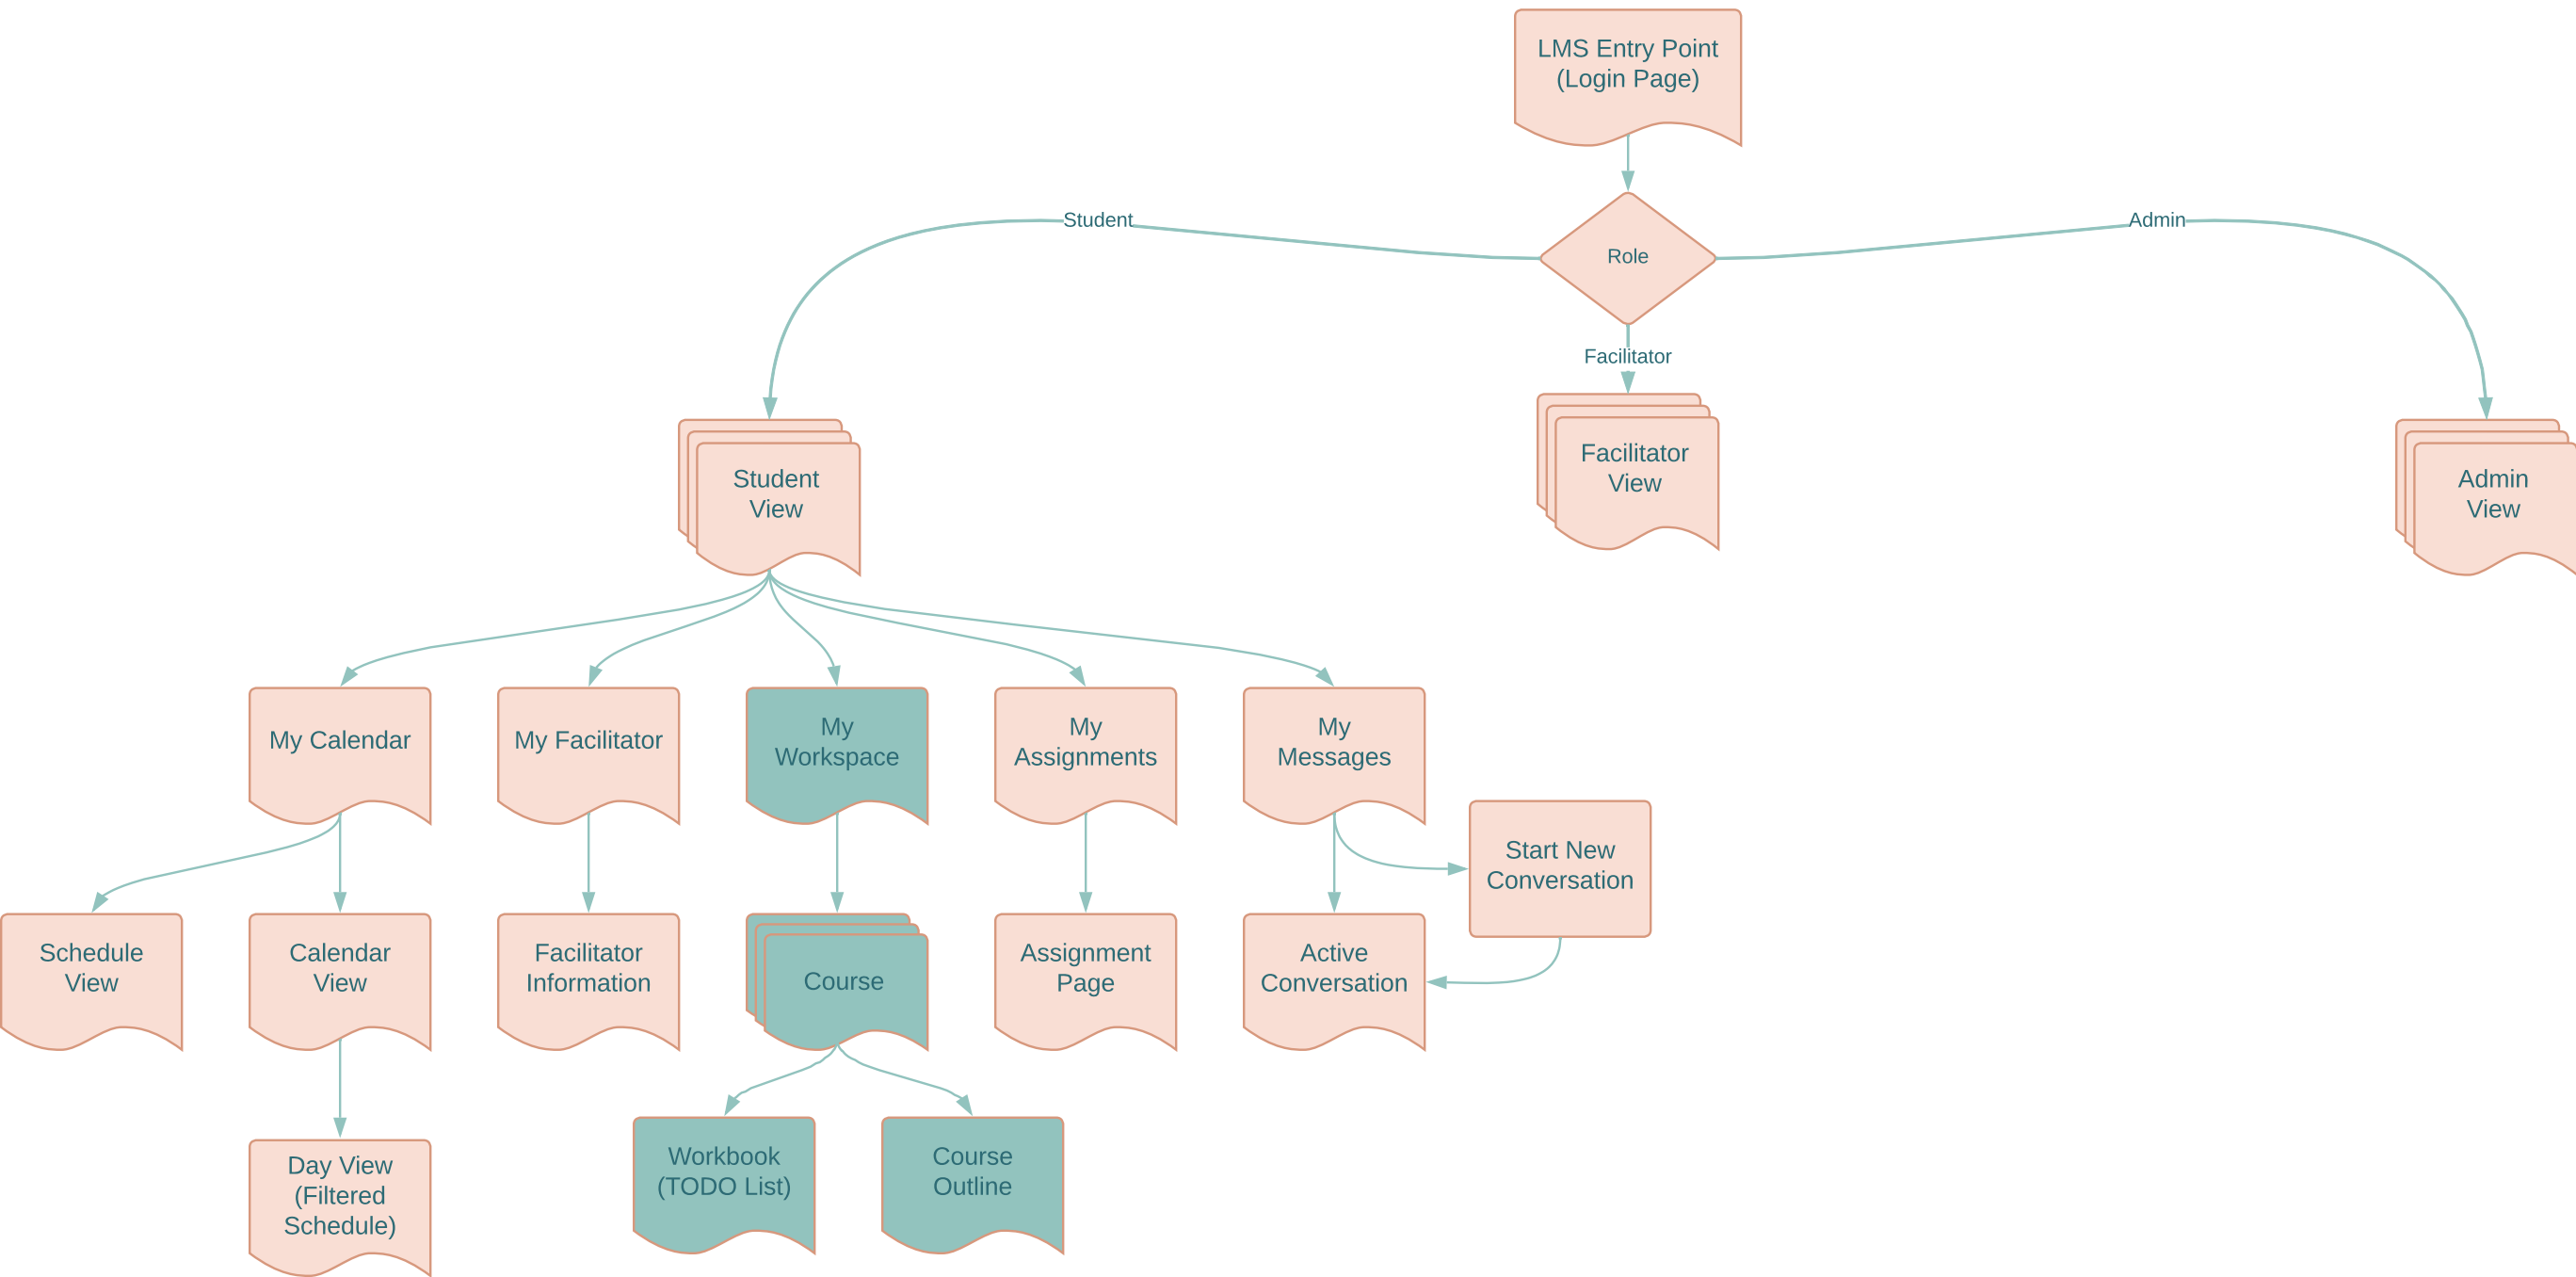 LMS Entry Point
(Login Page)
Student
Admin
Role
Facilitator
Facilitator
View
Student
View
Admin
View
My Calendar
My Facilitator
My
Workspace
My
Assignments
My
Messages
Start New
Conversation
Schedule
View
Calendar
View
Facilitator
Information
Course
Assignment
Page
Active
Conversation
Workbook
(TODO List)
Course
Outline
Day View
(Filtered
Schedule)